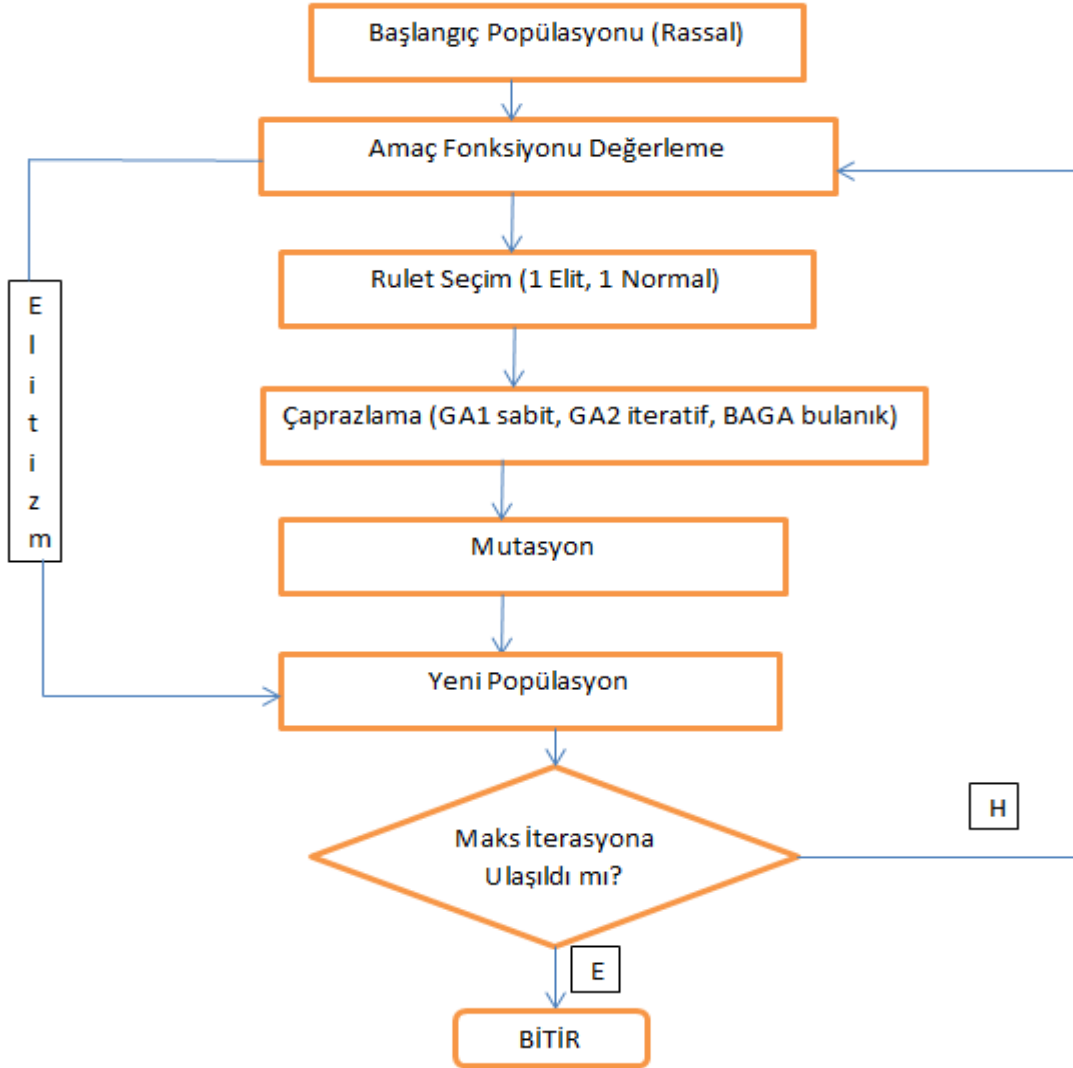 Başlangıç Popülasyonu (Rassal)
Amaç Fonksiyonu Değerleme
Rulet Seçim (1 Elit, 1 Normal)
Elitizm
Çaprazlama (GA1 sabit, GA2 iteratif, BAGA bulanık)
Mutasyon
Yeni Popülasyon
Maks İterasyona
Ulaşıldı mı?
H
E
BİTİR